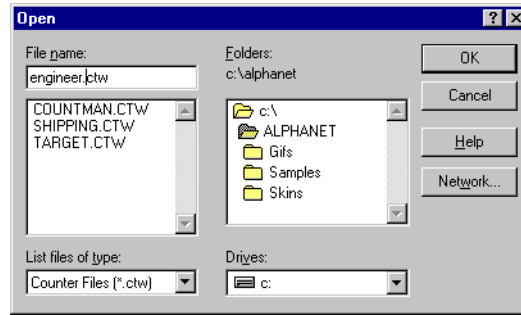 Open
File name:
engineer.ctw
COUNTMAN.CTW
SHIPPING.CTW
TARGET.CTW
List files of type:
Counter Files (*.ctw)
Folders:
c:\alphanet
c:\
ALPHANET
Gifs
Samples
Skins
Drives:
c:
OK
Cancel
Help
Network...